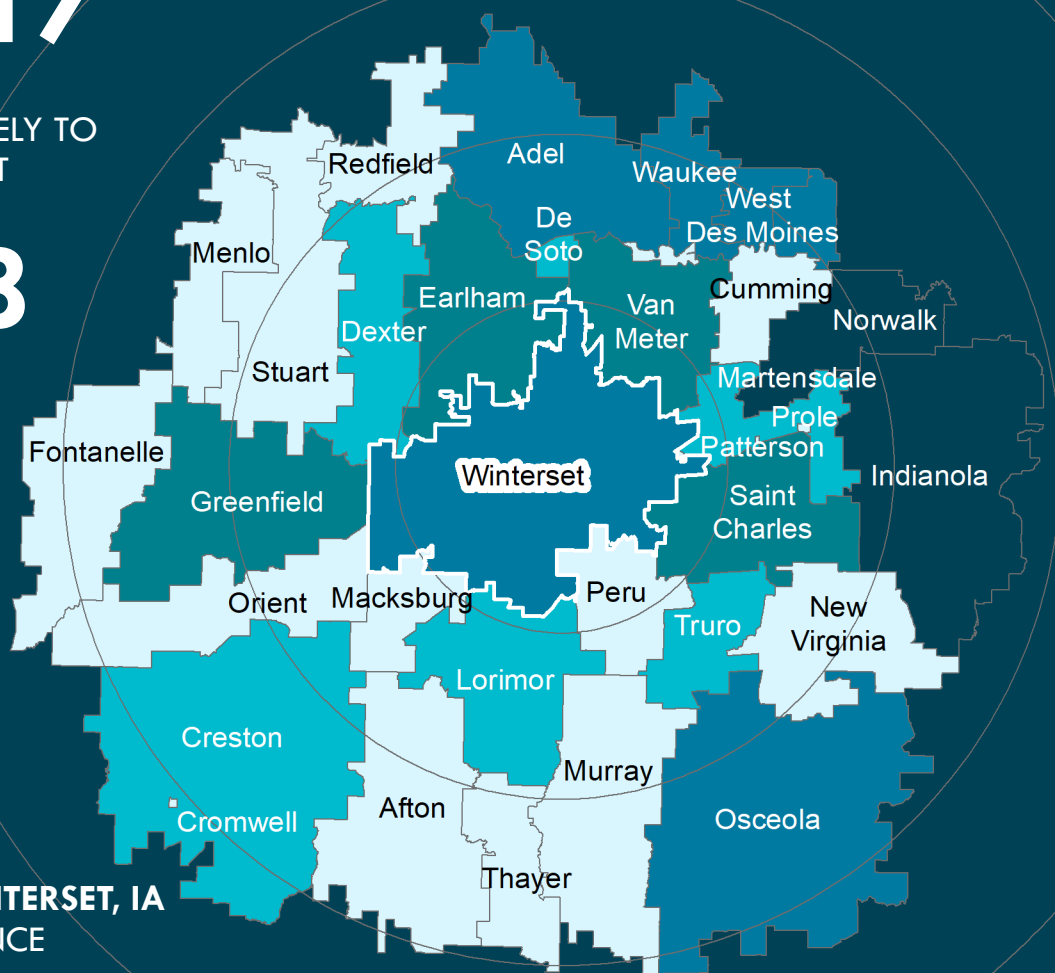 ELY TO
Redfield
Adel
Waukee
West
Des Moines
De
Soto
Menlo
Earlham
Van
Meter
Cumming
Norwalk
Dexter
Stuart
Martensdale
Prole
Patterson
Fontanelle
Winterset
Indianola
Greenfield
Saint
Charles
Orient
Macksburg
Peru
New
Virginia
Truro
Lorimor
Creston
Murray
Afton
Cromwell
Osceola
Thayer
NTERSET, IA
NCE